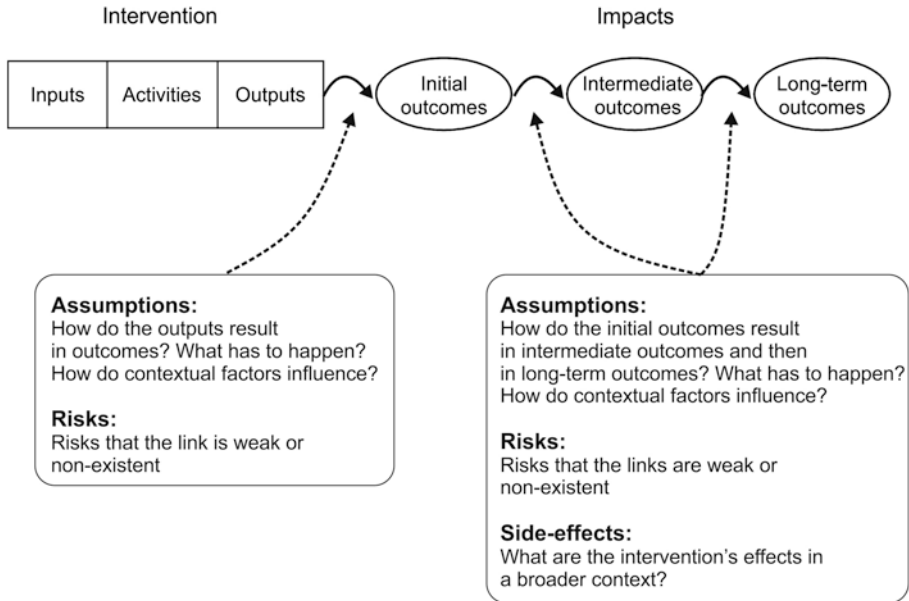 Intervention
Impacts
Inputs
Activities
Outputs
Initial
outcomes
Intermediate
outcomes
Long-term
outcomes
Assumptions:
How do the outputs result
in outcomes? What has to happen?
How do contextual factors influence?
Risks:
Risks that the link is weak or
non-existent
Assumptions:
How do the initial outcomes result
in intermediate outcomes and then
in long-term outcomes? What has to happen?
How do contextual factors influence?
Risks:
Risks that the links are weak or
non-existent
Side-effects:
What are the intervention’s effects in
a broader context?